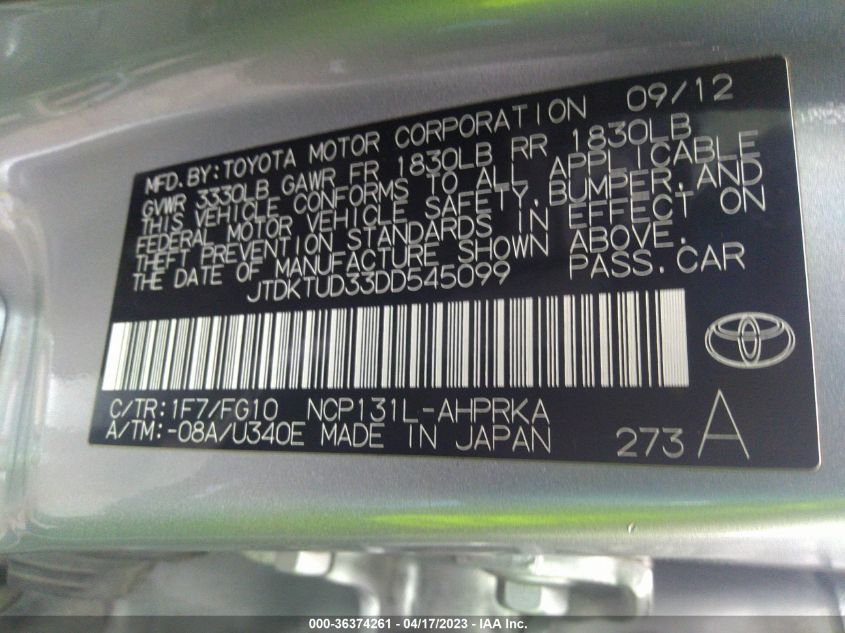 MFD.BY:TOYOTA MOTOR CORPORATION 09/12
GVWR 3330LB GAWR FR 1830LB RR 1830LB
THIS VEHICLE CONFORMS TO ALL APPLICABLE
FEDERAL MOTOR VEHICLE SAFETY, BUMPER, AND
THEFT PREVENTION STANDARDS IN EFFECT ON
THE DATE OF MANUFACTURE SHOWN ABOVE.
JTDKTUD33DD545099 PASS.CAR
C/TR:1F7/FG10 NCP131L-AHPRKA
A/TM:-08A/U340E MADE IN JAPAN 273 A
000-36374261 - 04/17/2023 - IAA Inc.